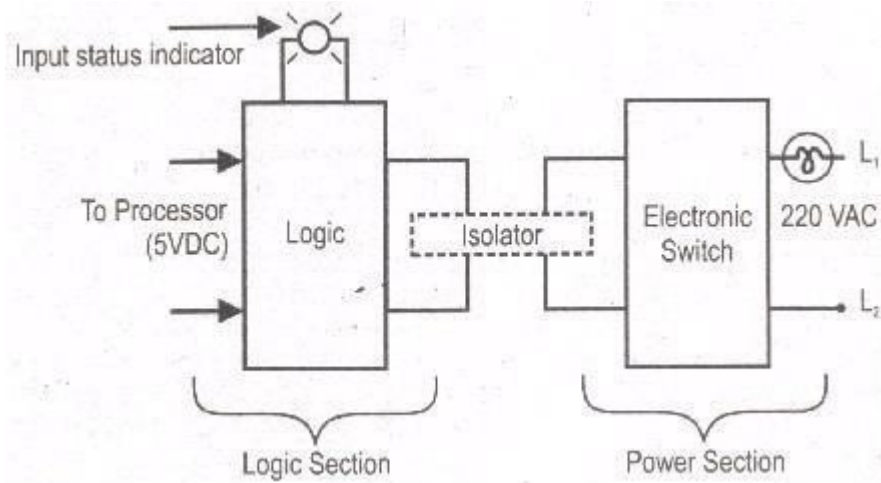 Input status indicator
To Processor
(5VDC)
Logic
Isolator
Electronic
Switch
L₁
220 VAC
L₂
Logic Section
Power Section